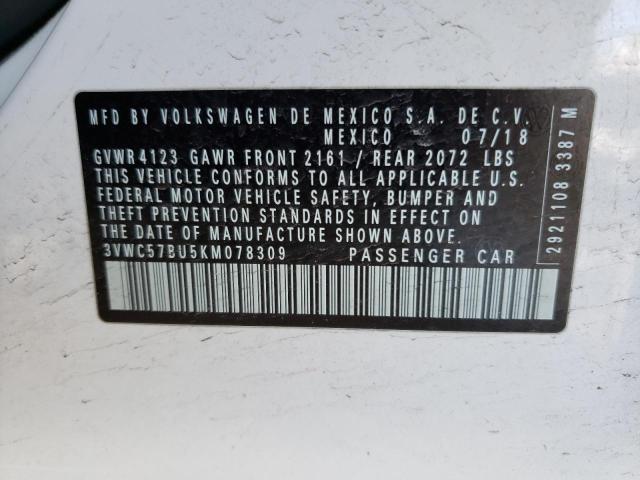 MFD BY VOLKSWAGEN DE MEXICO S.A. DE C.V.
MEXICO 07/18
GVWR 4123 GAWR FRONT 2161 / REAR 2072 LBS
THIS VEHICLE CONFORMS TO ALL APPLICABLE U.S.
FEDERAL MOTOR VEHICLE SAFETY, BUMPER AND
THEFT PREVENTION STANDARDS IN EFFECT ON
THE DATE OF MANUFACTURE SHOWN ABOVE.
3VWC57BU5KM078309 PASSENGER CAR
2921108 3387 M